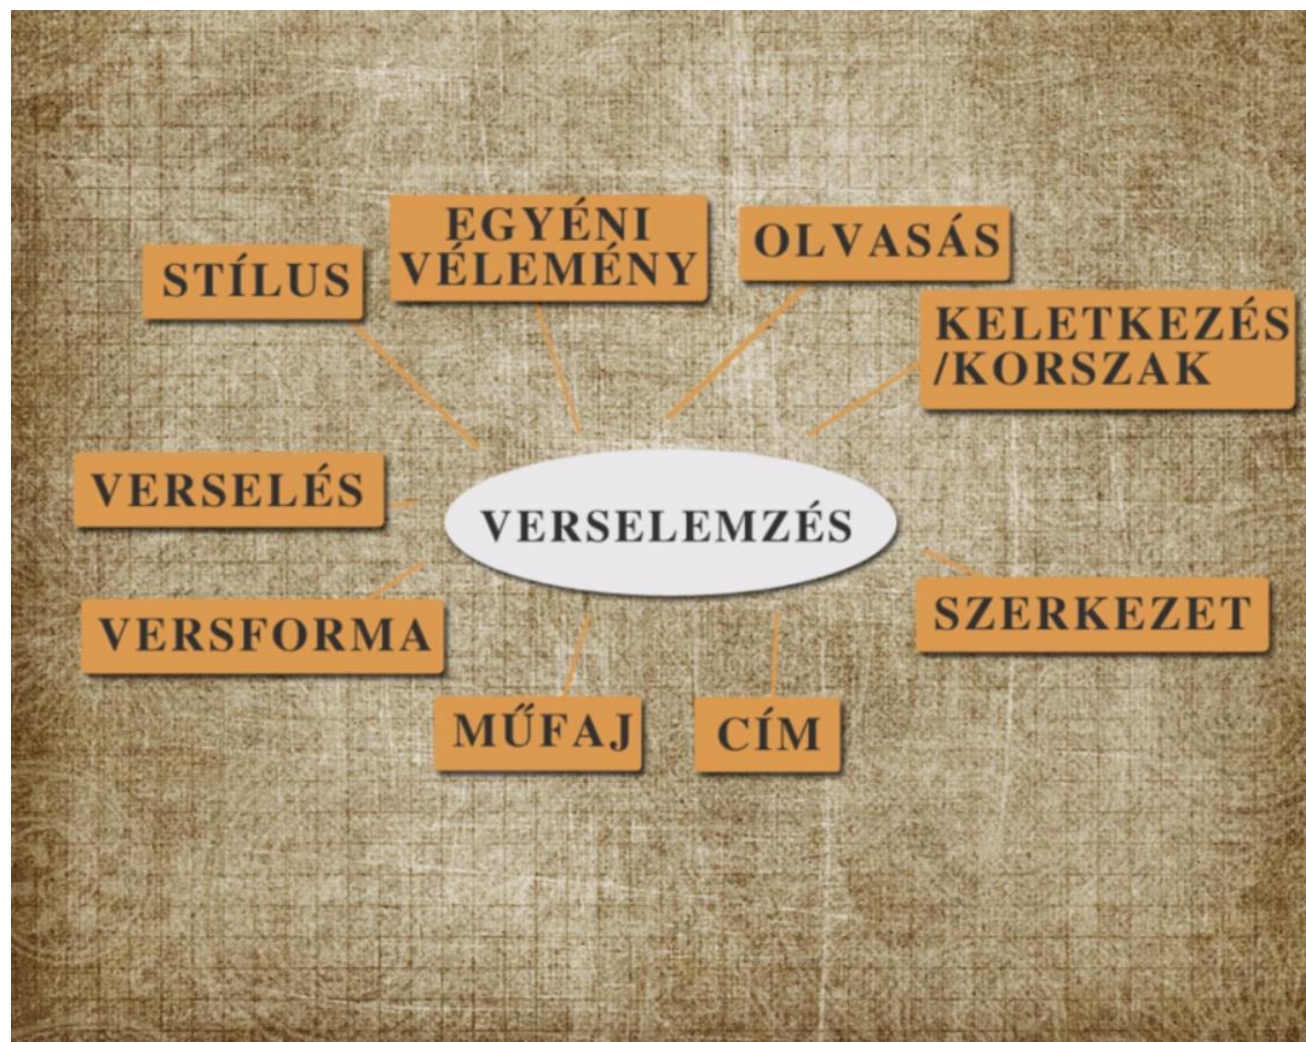 EGYÉNI
VÉLEMÉNY
OLVASÁS
STÍLUS
KELETKEZÉS
/KORSZAK
VERSELÉS
VERSELEMZÉS
VERSFORMA
SZERKEZET
MŰFAJ
CÍM